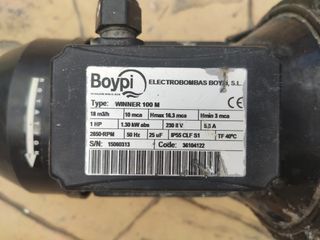 Boypi
ELECTROBOMBAS BOYPI, S.L.
Type: WINNER 100 M
18 m3/h 10 mca Hmax 16.3 mca Hmin 3 mca
1 HP 1.30 kW abs 230 II V 5.5 A
2850-RPM 50 Hz 25 uF IP55 CLF S1 TF 40ºC
S/N: 15060313 Code: 36104122